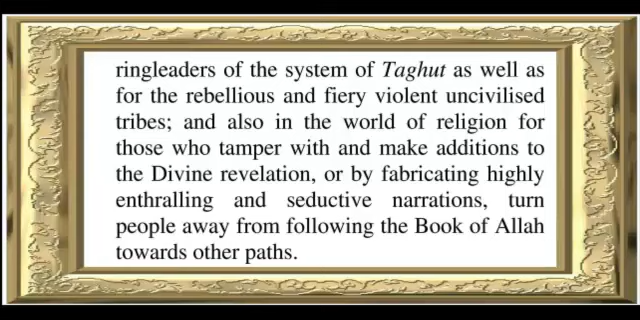 ringleaders of the system of Taghut as well as
for the rebellious and fiery violent uncivilised
tribes; and also in the world of religion for
those who tamper with and make additions to
the Divine revelation, or by fabricating highly
enthralling and seductive narrations, turn
people away from following the Book of Allah
towards other paths.